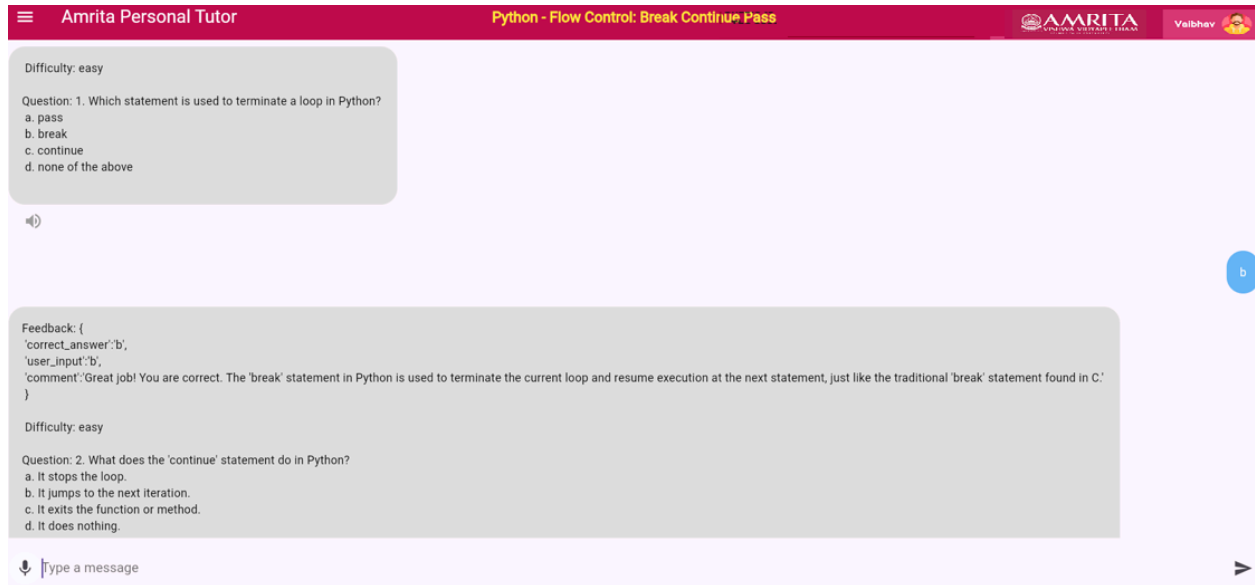 Amrita Personal Tutor
Python - Flow Control: Break Continue Pass
AMRITA
VISHWA VIDYAPEETHAM
Vaibhav
Difficulty: easy
Question: 1. Which statement is used to terminate a loop in Python?
a. pass
b. break
c. continue
d. none of the above
b
Feedback: {
'correct_answer':'b',
'user_input':'b',
'comment':'Great job! You are correct. The 'break' statement in Python is used to terminate the current loop and resume execution at the next statement, just like the traditional 'break' statement found in C.'
}
Difficulty: easy
Question: 2. What does the 'continue' statement do in Python?
a. It stops the loop.
b. It jumps to the next iteration.
c. It exits the function or method.
d. It does nothing.
Type a message